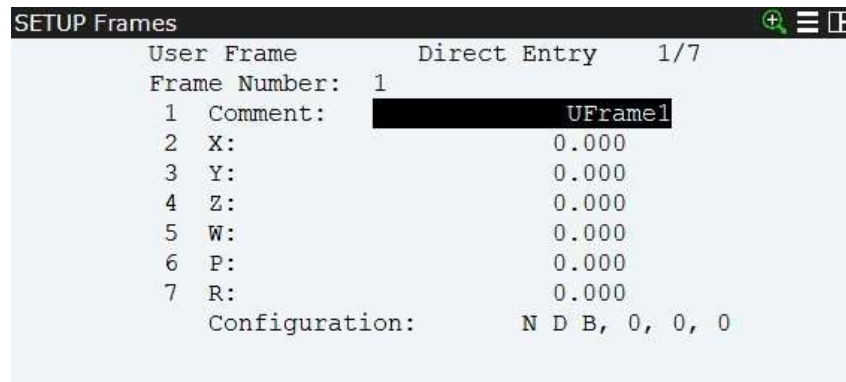 SETUP Frames
User Frame Direct Entry 1/7
Frame Number: 1
1 Comment: UFrame1
2 X: 0.000
3 Y: 0.000
4 Z: 0.000
5 W: 0.000
6 P: 0.000
7 R: 0.000
Configuration: N D B, 0, 0, 0